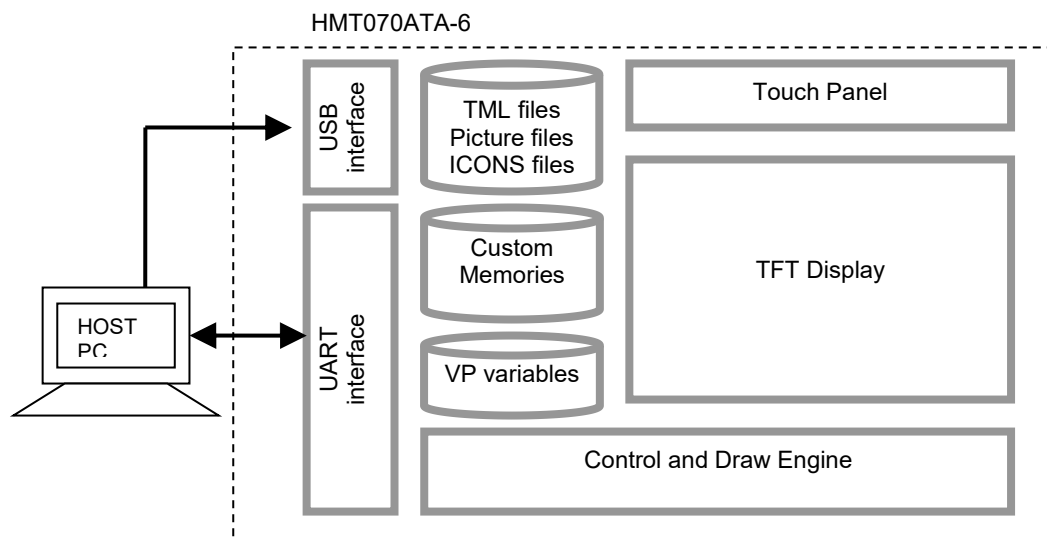 HMT070ATA-6
USB
interface
TML files
Picture files
ICONS files
Touch Panel
Custom
Memories
TFT Display
HOST
PC
UART
interface
VP variables
Control and Draw Engine